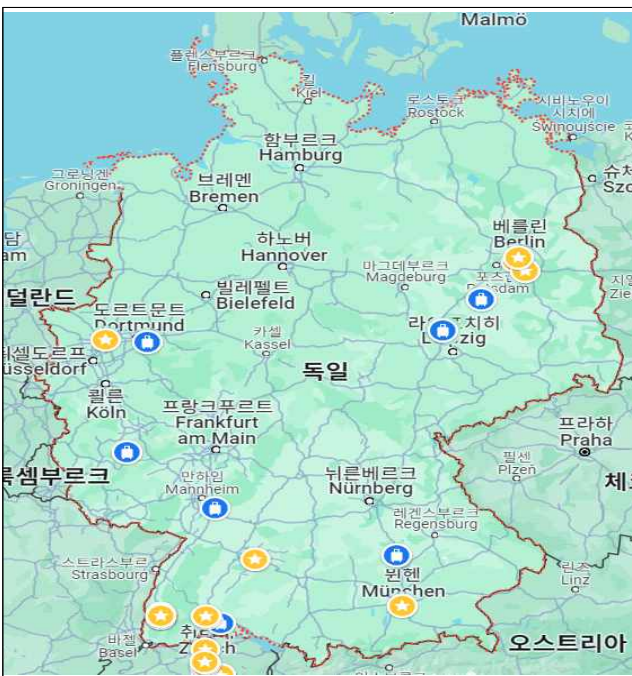 Malmö
플렌스부르크
Flensburg
킬
Kiel
로스토크
Rostock
시비노우이
시치에
Świnoujście
함부르크
Hamburg
그로닝겐
Groningen
브레멘
Bremen
베를린
Berlin
하노버
Hannover
마그데부르크
Magdeburg
빌레펠트
Bielefeld
도르트문트
Dortmund
카셀
Kassel
독일
쾰른
Köln
프랑크푸르트
Frankfurt
am Main
프라하
Praha
필센
Plzeń
룩셈부르크
만하임
Mannheim
뉘른베르크
Nürnberg
레겐스부르크
Regensburg
스트라스부르
Strasbourg
뮌헨
München
린츠
Linz
바젤
Basel
오스트리아